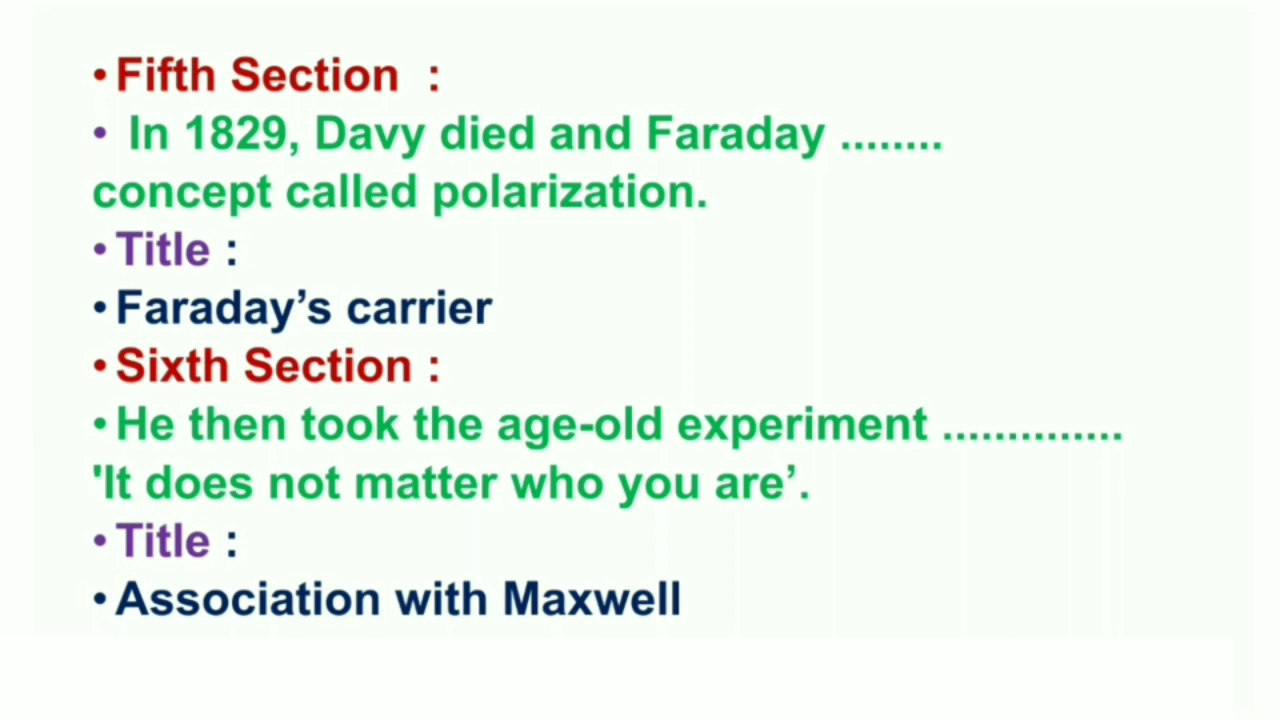 • Fifth Section :
• In 1829, Davy died and Faraday ........
concept called polarization.
• Title :
• Faraday’s carrier
• Sixth Section :
• He then took the age-old experiment ..............
'It does not matter who you are’.
• Title :
• Association with Maxwell